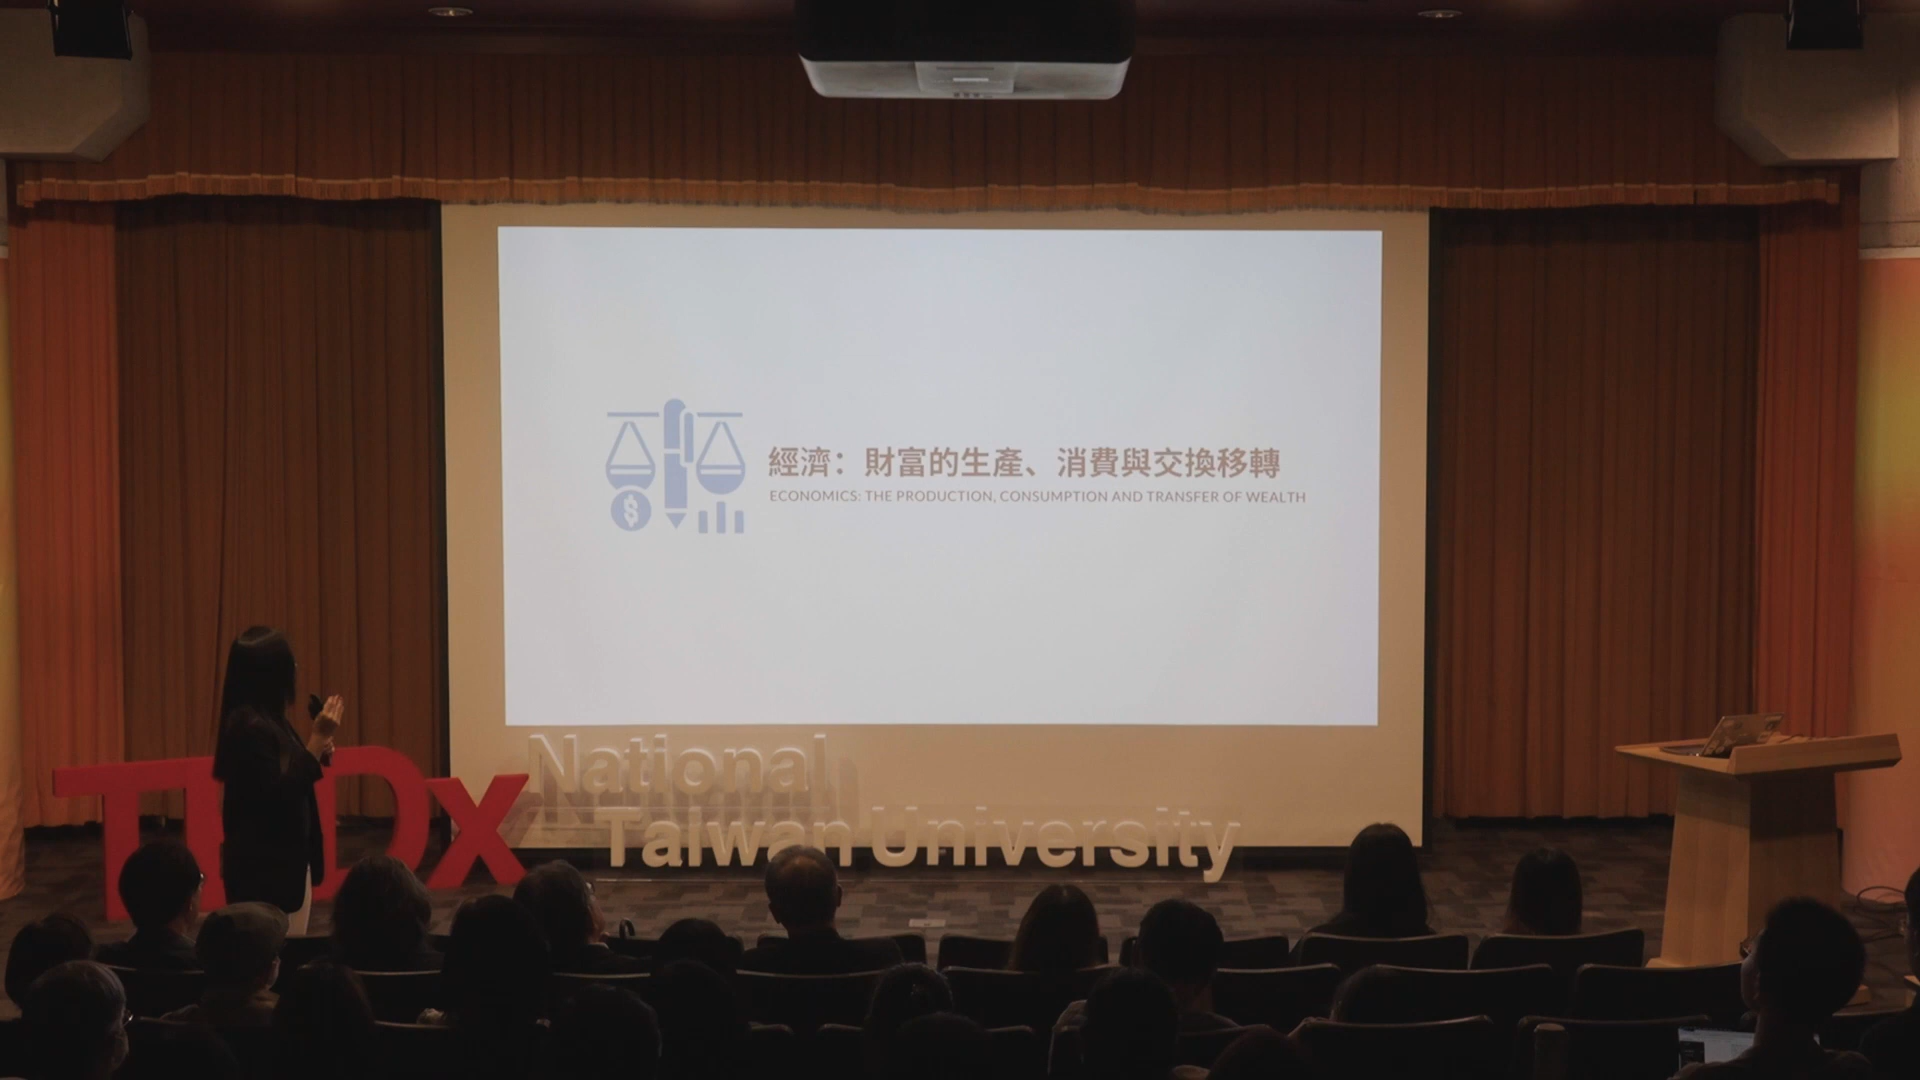 經濟：財富的生產、消費與交換移轉
ECONOMICS: THE PRODUCTION, CONSUMPTION AND TRANSFER OF WEALTH
$
TEDx
National
Taiwan University